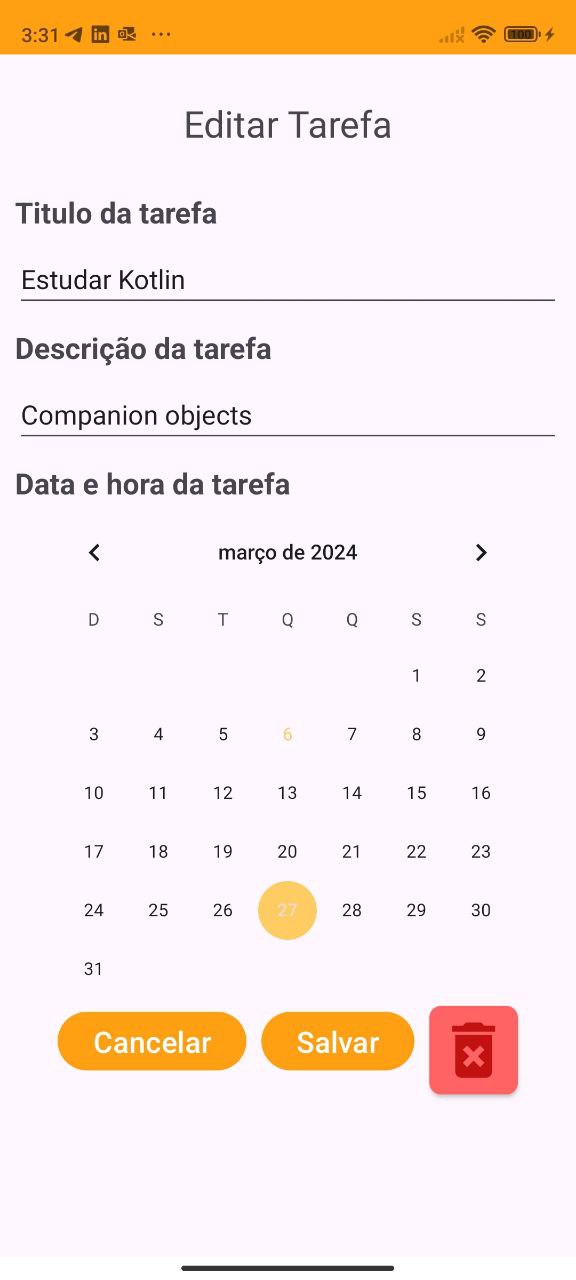 3:31 in ... 100
Editar Tarefa
Titulo da tarefa
Estudar Kotlin
Descrição da tarefa
Companion objects
Data e hora da tarefa
março de 2024
D S T Q Q S S
1 2
3 4 5 6 7 8 9
10 11 12 13 14 15 16
17 18 19 20 21 22 23
24 25 26 27 28 29 30
31
Cancelar Salvar